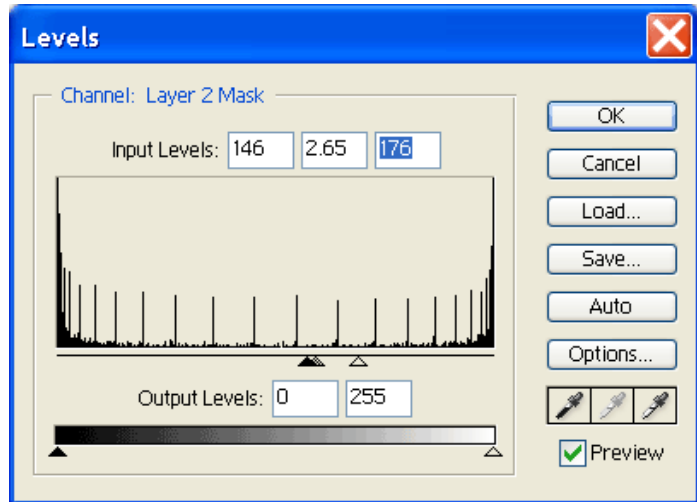 Levels
Channel: Layer 2 Mask
Input Levels: 146 2.65 176
Output Levels: 0 255
OK
Cancel
Load...
Save...
Auto
Options...
Preview